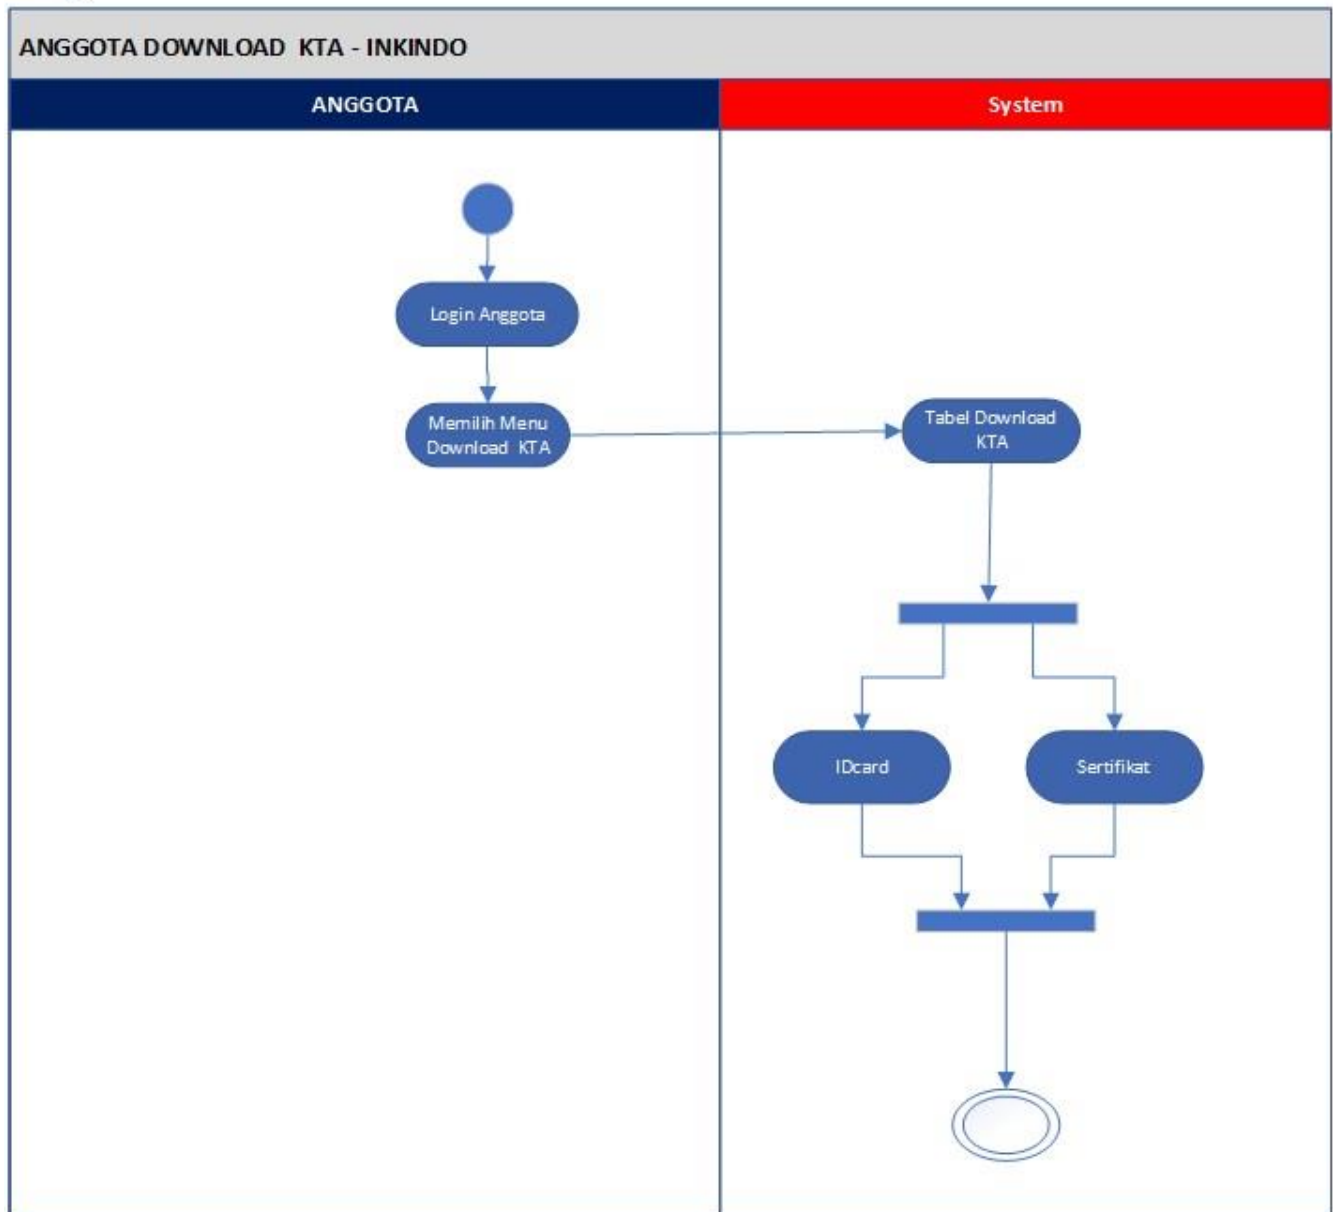 ANGGOTA DOWNLOAD KTA - INKINDO
ANGGOTA
System
Login Anggota
Memilih Menu
Download KTA
Tabel Download
KTA
IDcard
Sertifikat